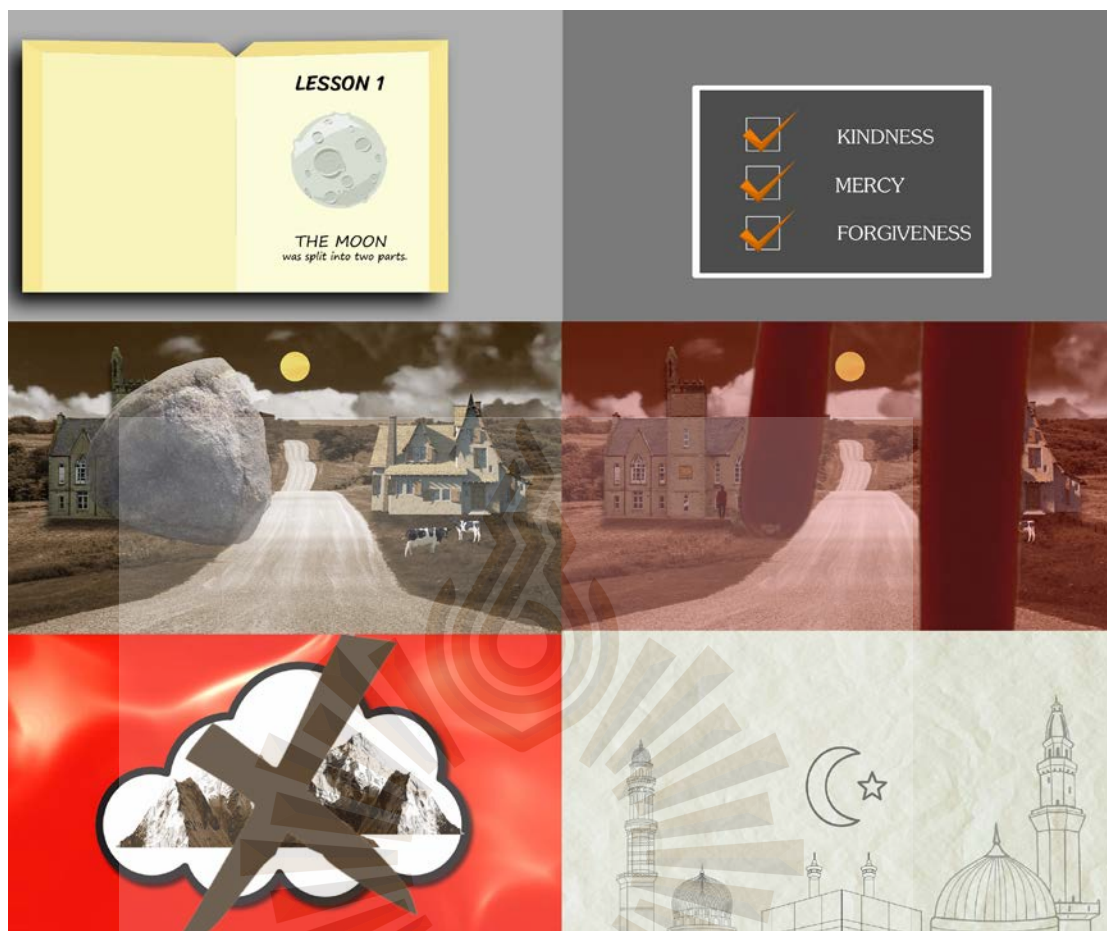 LESSON 1
THE MOON
was split into two parts.
KINDNESS
MERCY
FORGIVENESS